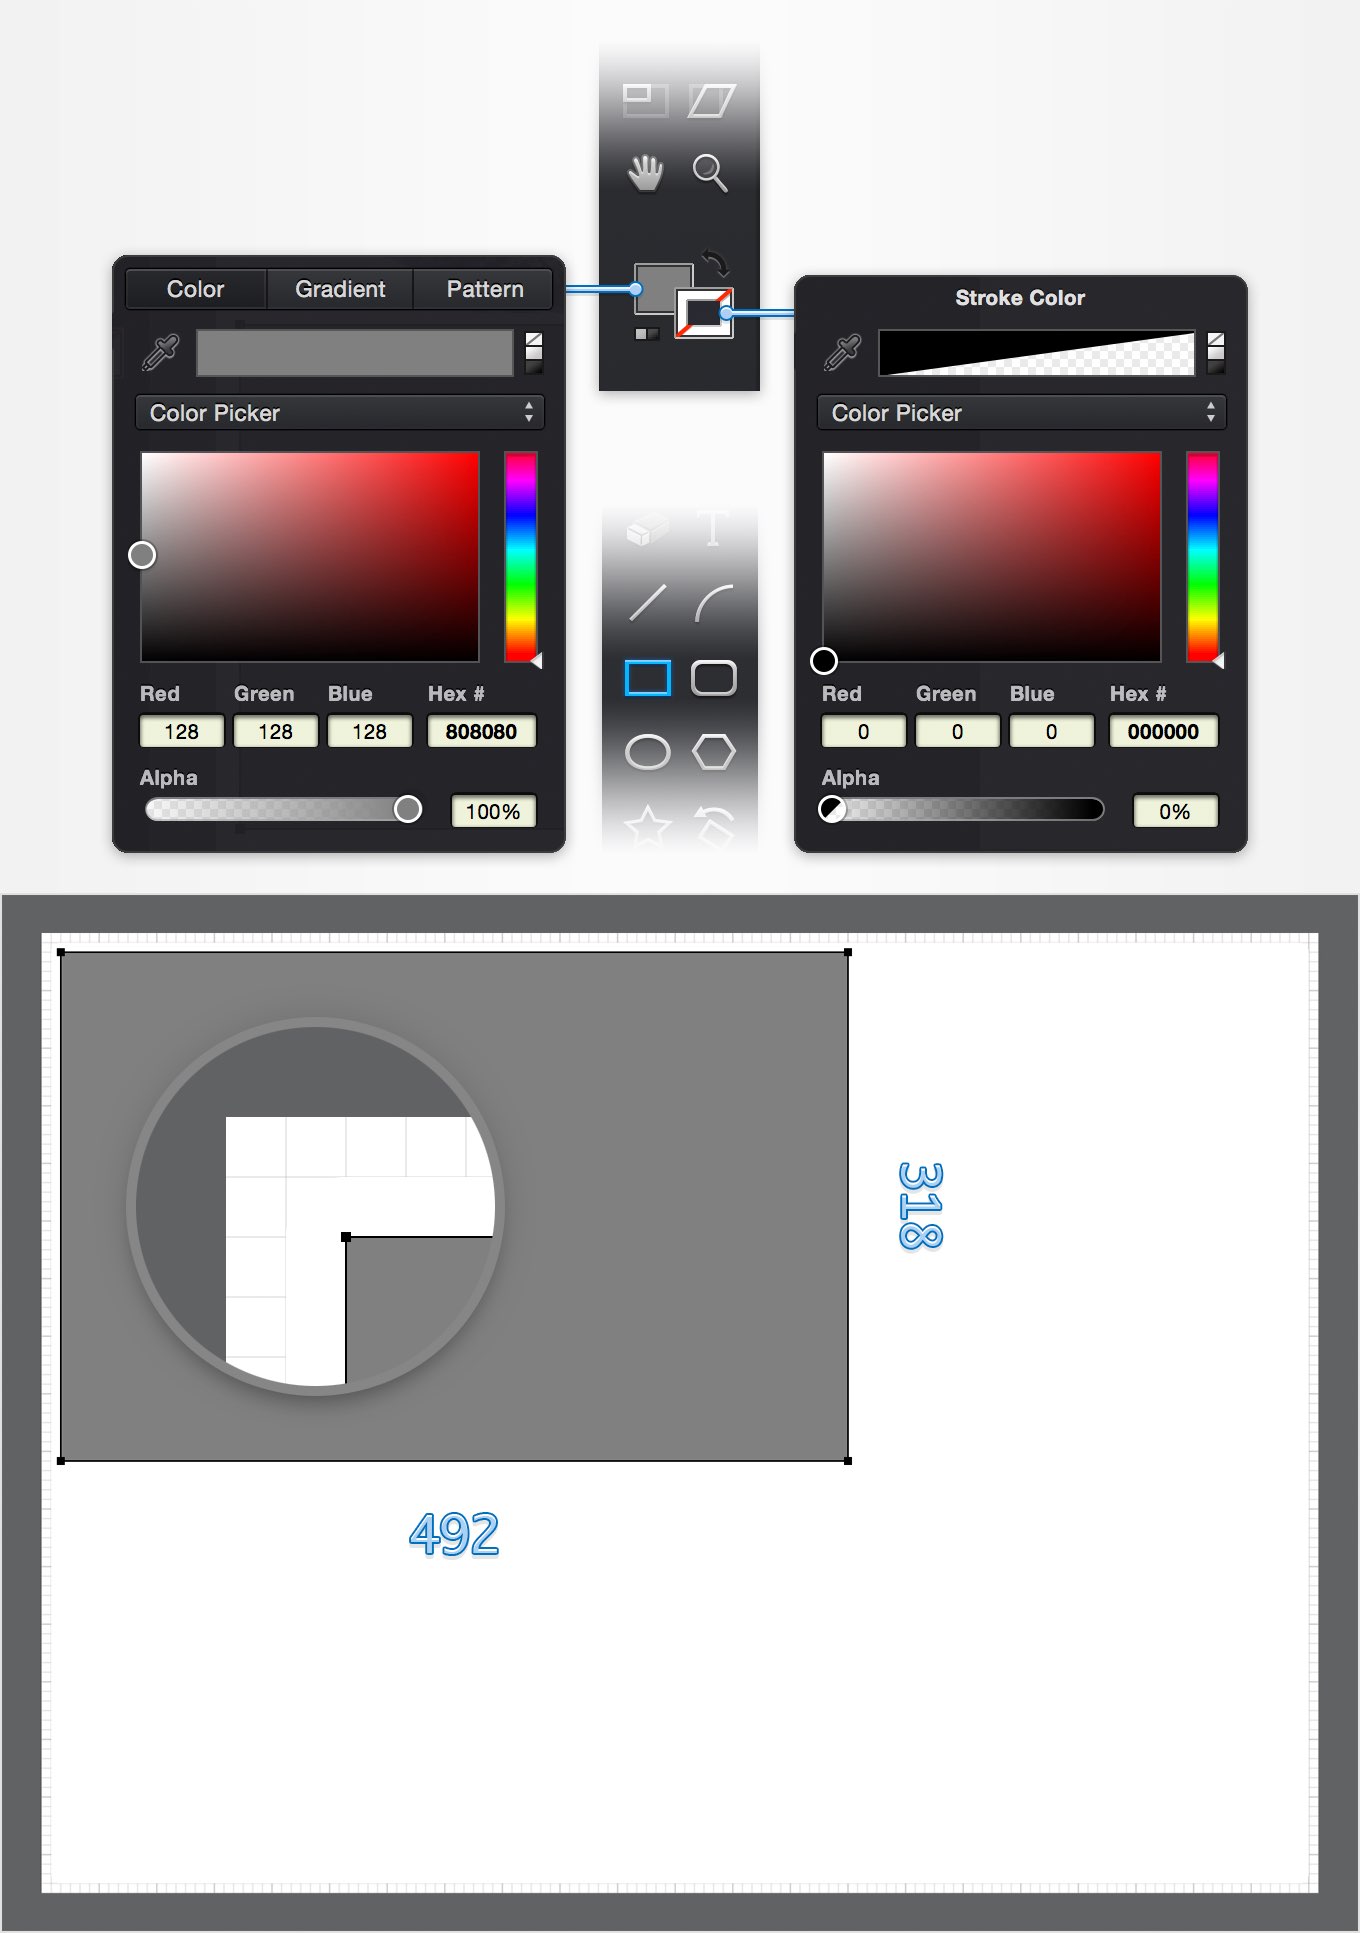 Color Gradient Pattern
Color Picker
Red Green Blue Hex #
128 128 128 808080
Alpha
100%
T
Stroke Color
Color Picker
Red Green Blue Hex #
0 0 0 000000
Alpha
0%
318
492